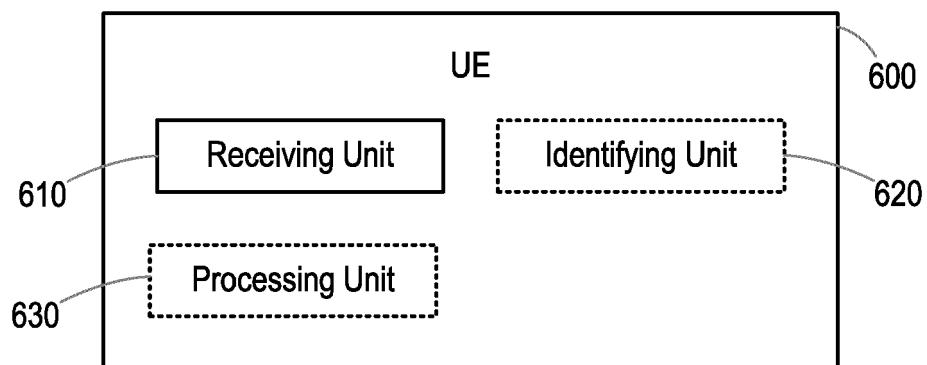 UE
600
Receiving Unit
Identifying Unit
610
620
Processing Unit
630